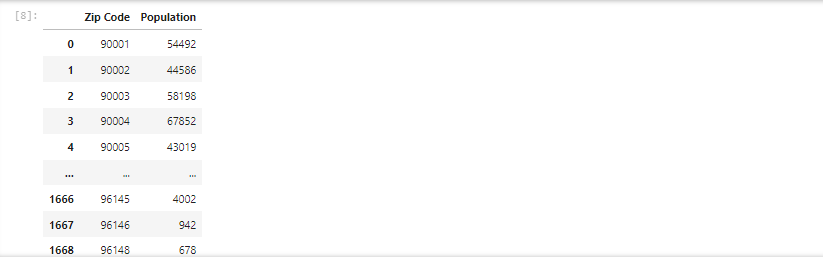 [8]:
Zip Code Population
0 90001 54492
1 90002 44586
2 90003 58198
3 90004 67852
4 90005 43019
... ... ...
1666 96145 4002
1667 96146 942
1668 96148 678